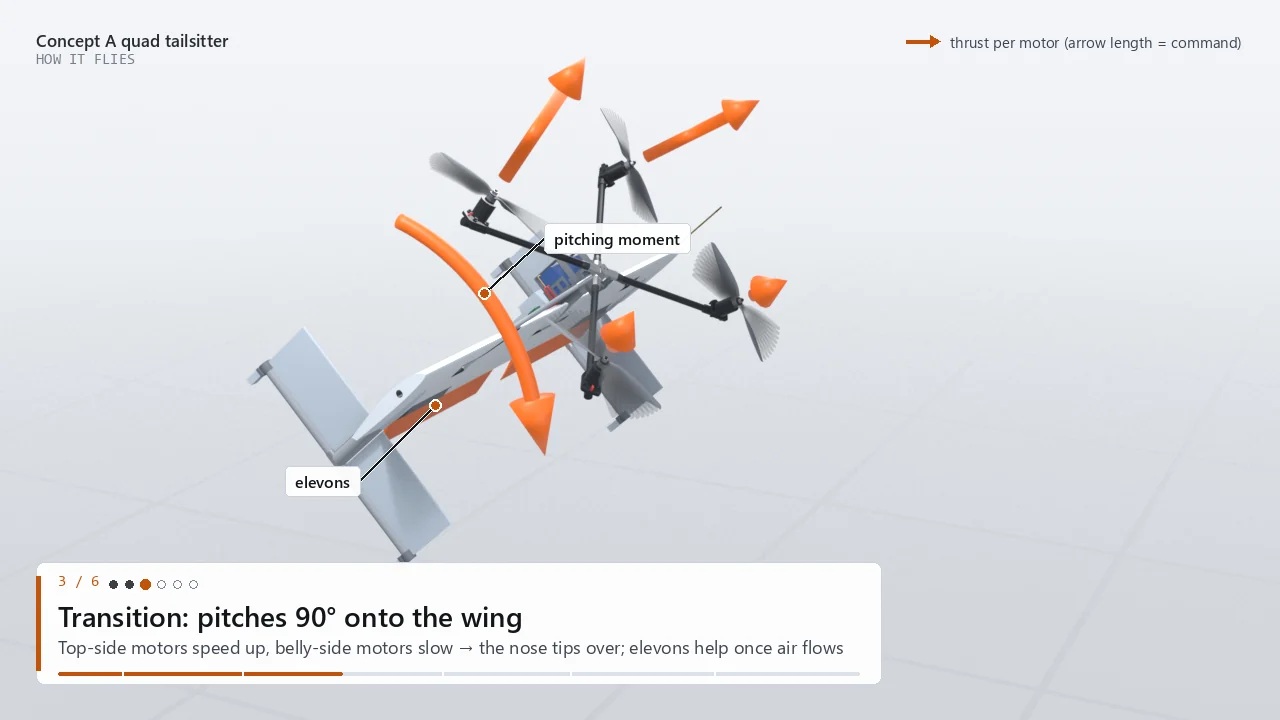 Concept A quad tailsitter
HOW IT FLIES
thrust per motor (arrow length = command)
pitching moment
elevons
3 / 6
Transition: pitches 90° onto the wing
Top-side motors speed up, belly-side motors slow → the nose tips over; elevons help once air flows